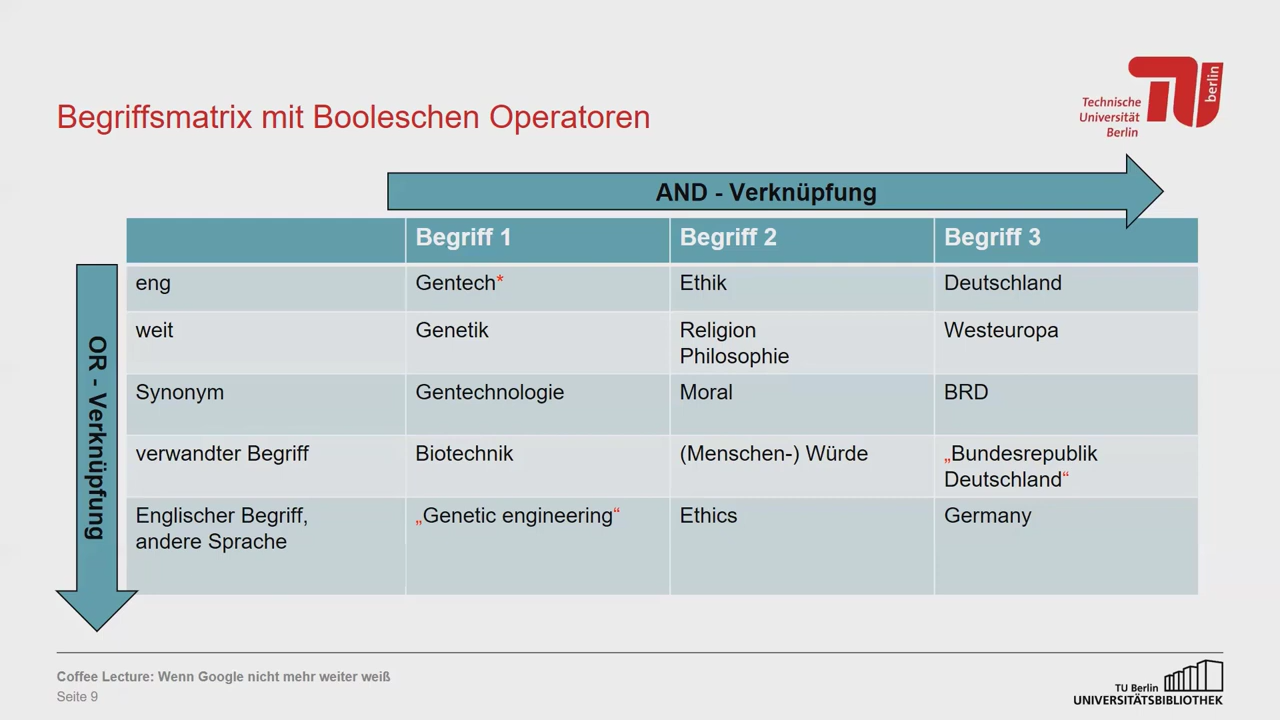 Begriffsmatrix mit Booleschen Operatoren
Technische
Universität
Berlin
berlin
AND - Verknüpfung
OR - Verknüpfung
Begriff 1 Begriff 2 Begriff 3
eng Gentech* Ethik Deutschland
weit Genetik Religion Westeuropa
Philosophie
Synonym Gentechnologie Moral BRD
verwandter Begriff Biotechnik (Menschen-) Würde „Bundesrepublik
Deutschland“
Englischer Begriff, „Genetic engineering“ Ethics Germany
andere Sprache
Coffee Lecture: Wenn Google nicht mehr weiter weiß
Seite 9
TU Berlin
UNIVERSITÄTSBIBLIOTHEK